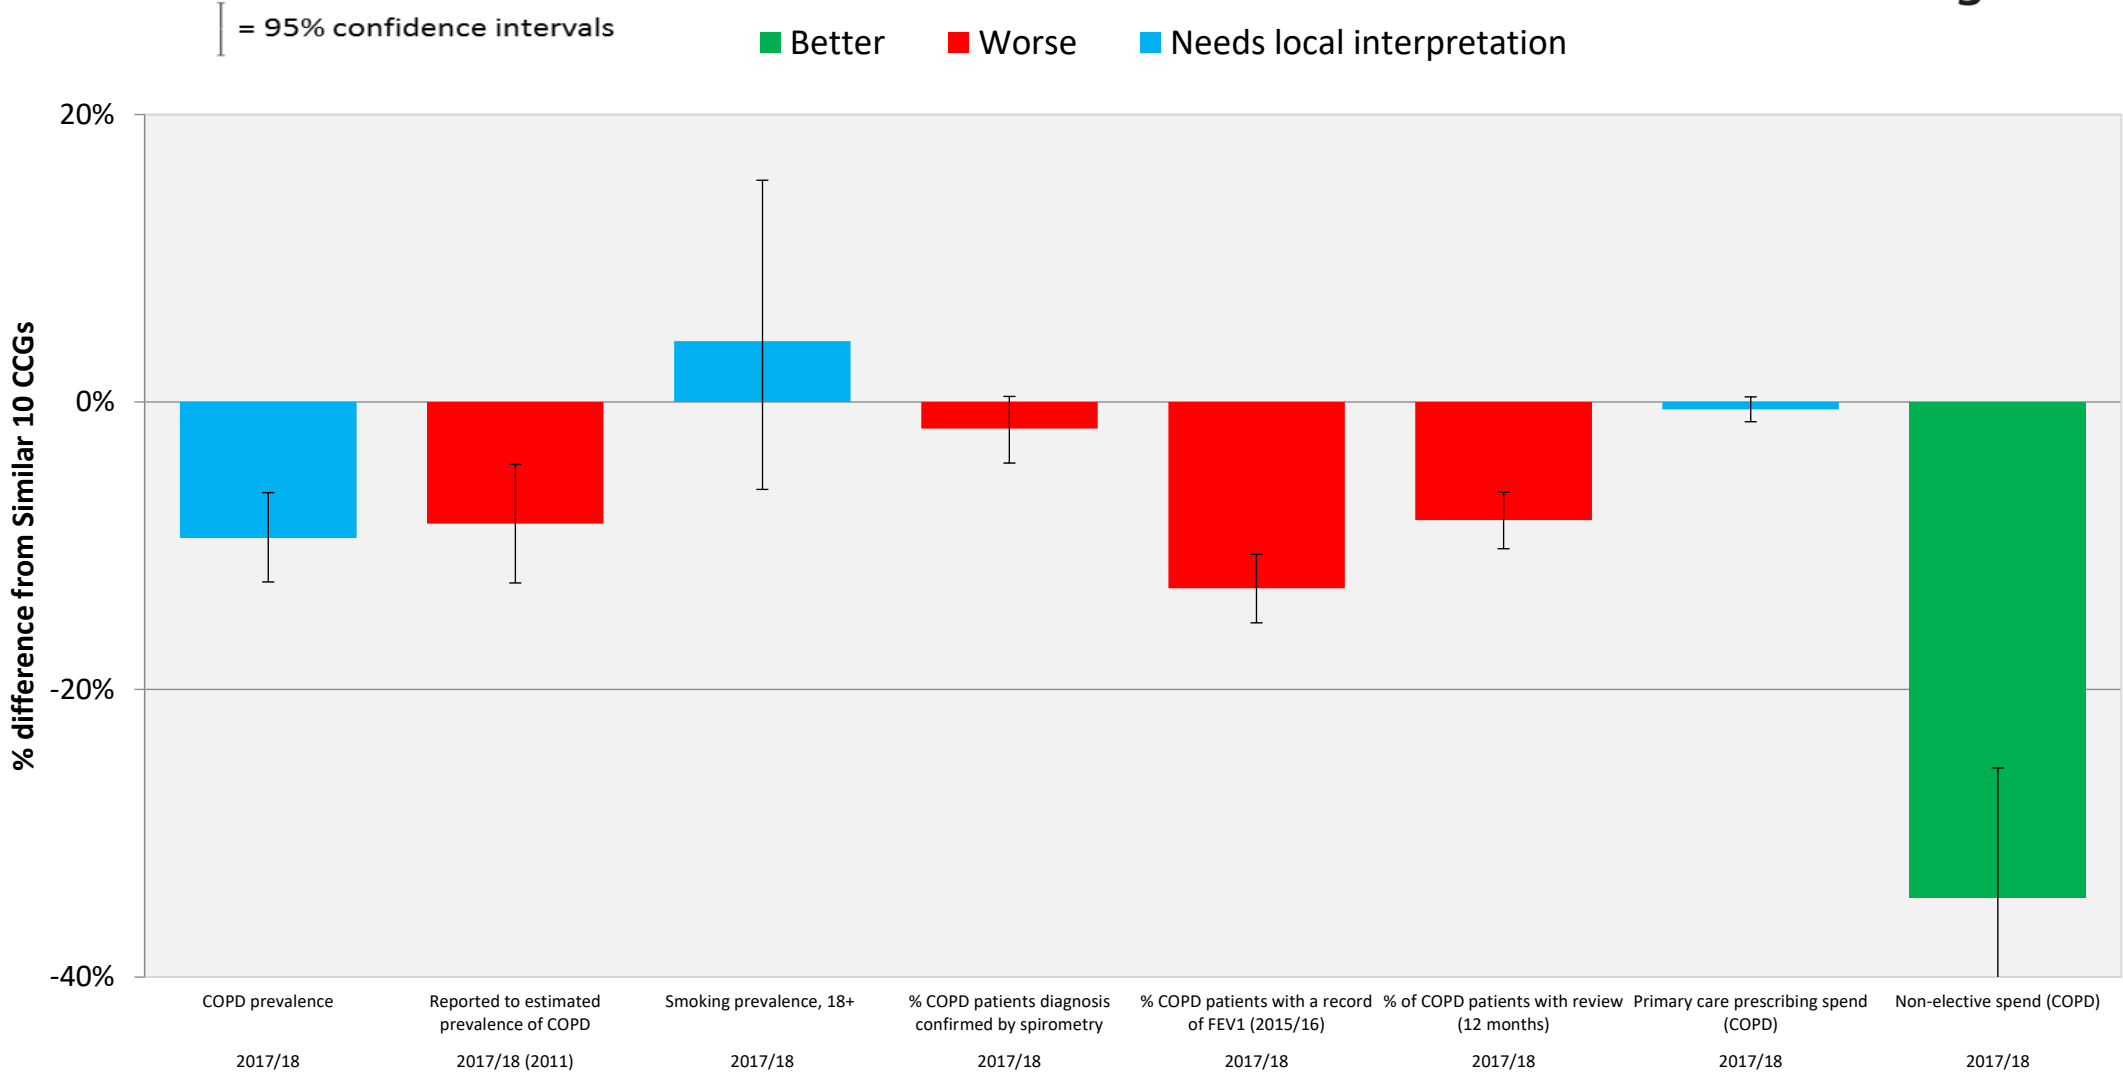 = 95% confidence intervals
Better Worse Needs local interpretation
% difference from Similar 10 CCGs
20%
0%
-20%
-40%
COPD prevalence
2017/18
Reported to estimated
prevalence of COPD
2017/18 (2011)
Smoking prevalence, 18+
2017/18
% COPD patients diagnosis
confirmed by spirometry
2017/18
% COPD patients with a record
of FEV1 (2015/16)
2017/18
% of COPD patients with review
(12 months)
2017/18
Primary care prescribing spend
(COPD)
2017/18
Non-elective spend (COPD)
2017/18